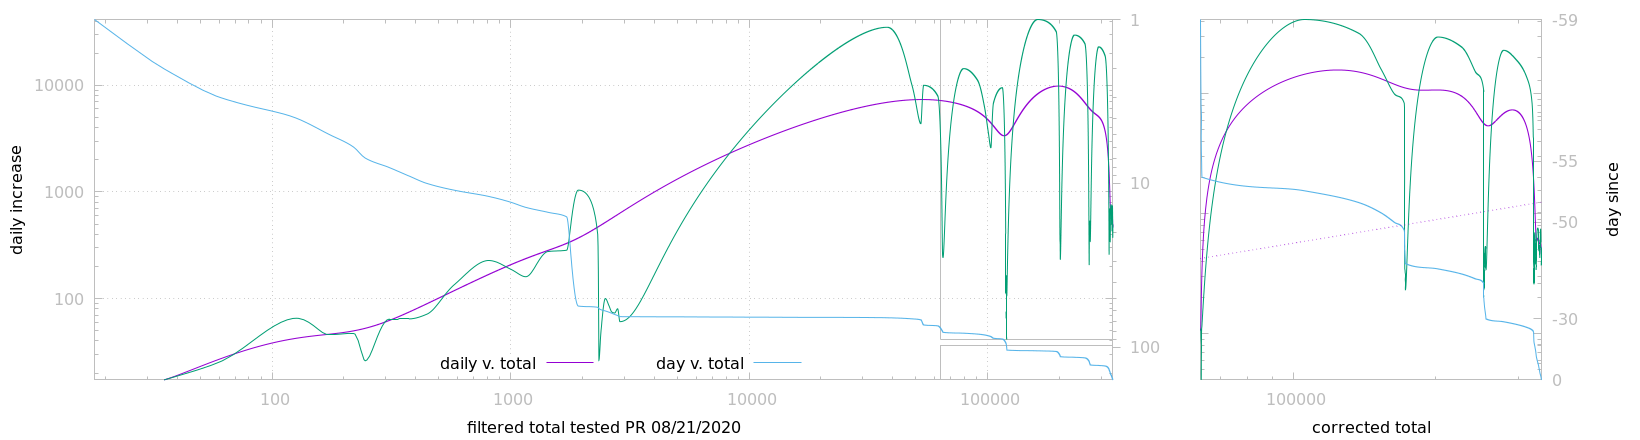 daily increase
10000
1000
100
100
1000
10000
100000
filtered total tested PR 08/21/2020
daily v. total
day v. total
1
10
100
100000
corrected total
-59
-55
-50
-30
0
day since